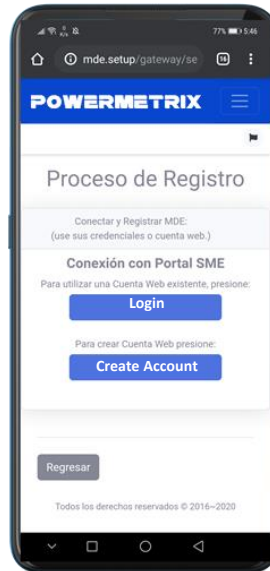 77% 5:46
mde.setup/gateway/se 16
POWERMETRIX
Proceso de Registro
Conectar y Registrar MDE:
(use sus credenciales o cuenta web.)
Conexión con Portal SME
Para utilizar una Cuenta Web existente, presione:
Login
Para crear Cuenta Web presione:
Create Account
Regresar
Todos los derechos reservados © 2016~2020